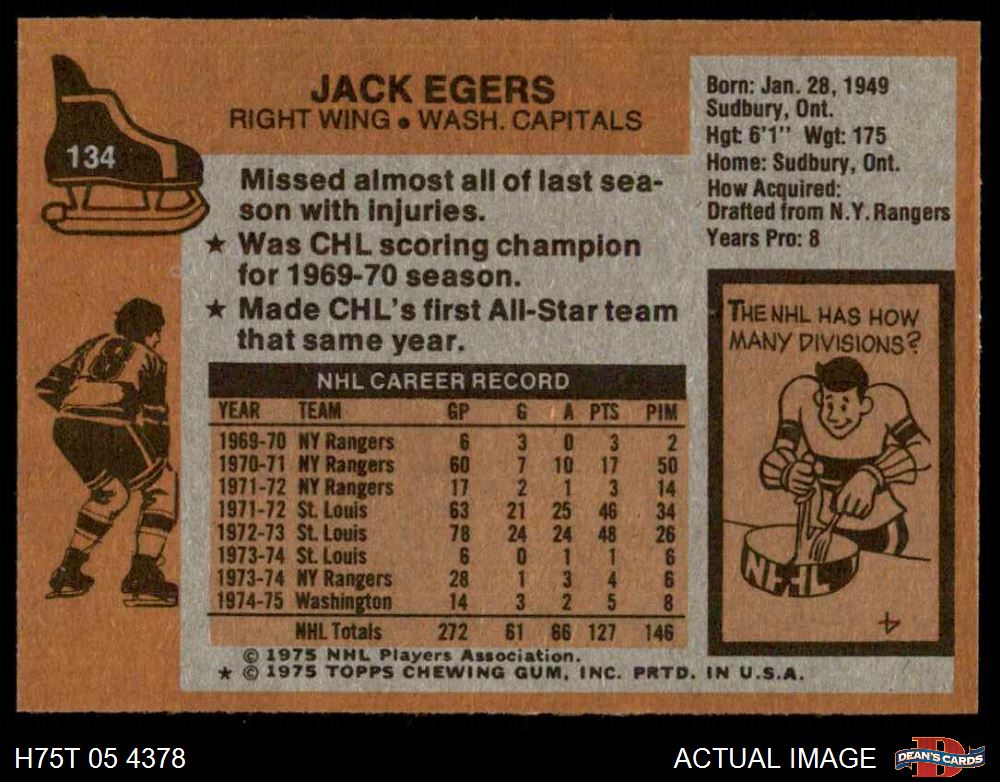 134
JACK EGERS
RIGHT WING • WASH. CAPITALS
Missed almost all of last sea-
son with injuries.
★ Was CHL scoring champion
for 1969-70 season.
★ Made CHL's first All-Star team
that same year.
Born: Jan. 28, 1949
Sudbury, Ont.
Hgt: 6'1" Wgt: 175
Home: Sudbury, Ont.
How Acquired:
Drafted from N.Y. Rangers
Years Pro: 8
8
NHL CAREER RECORD
YEAR TEAM GP G A PTS PIM
1969-70 NY Rangers 6 3 0 3 2
1970-71 NY Rangers 60 7 10 17 50
1971-72 NY Rangers 17 2 1 3 14
1971-72 St. Louis 63 21 25 46 34
1972-73 St. Louis 78 24 24 48 26
1973-74 St. Louis 6 0 1 1 6
1973-74 NY Rangers 28 1 3 4 6
1974-75 Washington 14 3 2 5 8
NHL Totals 272 61 66 127 146
THE NHL HAS HOW
MANY DIVISIONS?
NHL
4
© 1975 NHL Players Association.
★ © 1975 TOPPS CHEWING GUM, INC. PRTD. IN U.S.A.
H75T 05 4378
ACTUAL IMAGE
D
DEAN'S CARDS